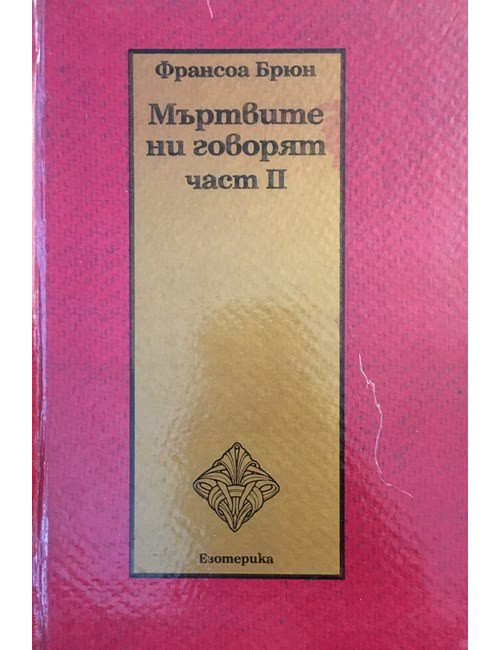 Франсоа Брюн
Мъртвите
ни говорят
част II
Езотерика